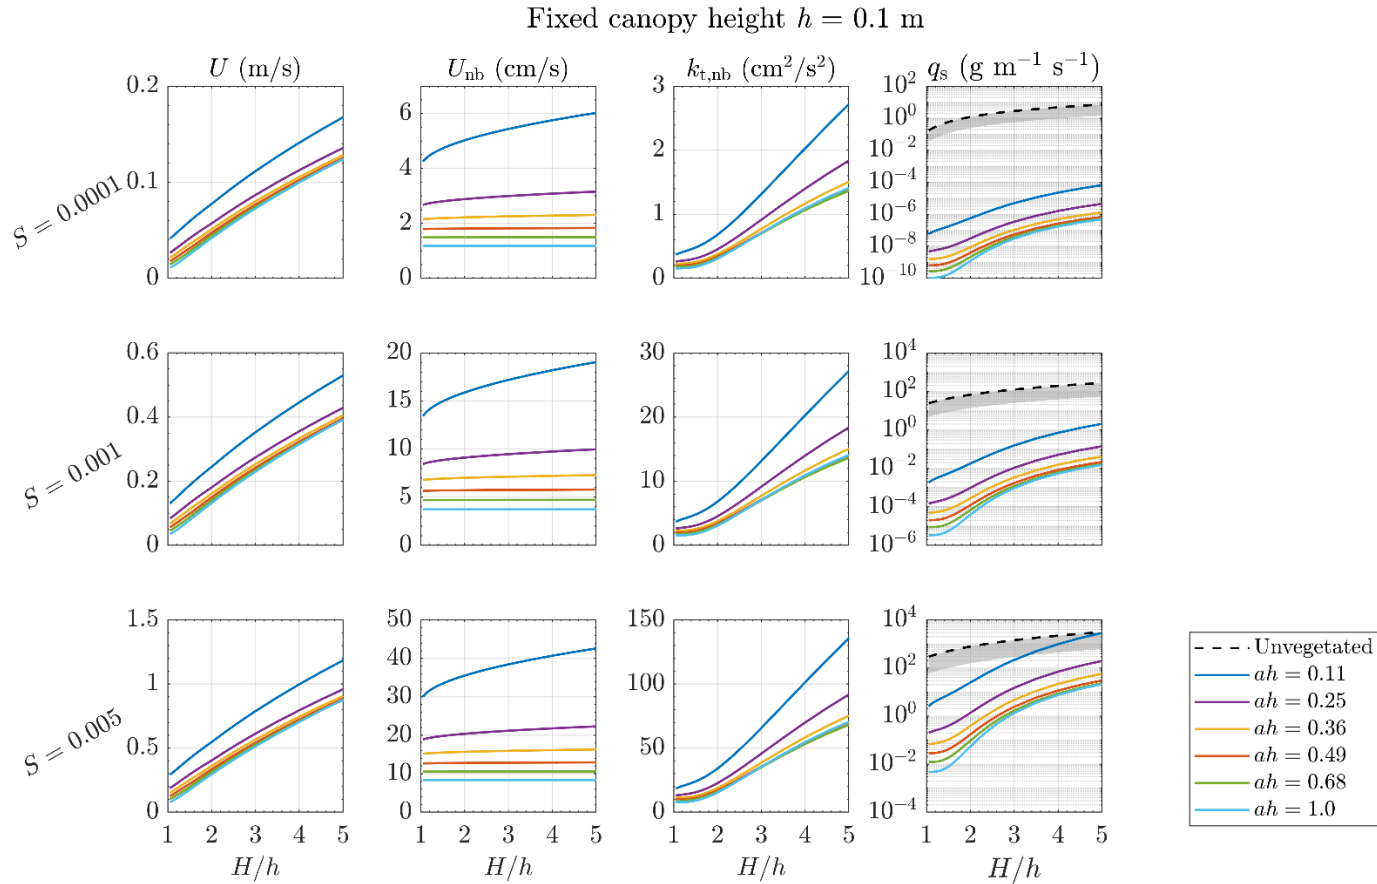 Fixed canopy height h = 0.1 m
U (m/s)
U_nb (cm/s)
k_t,nb (cm²/s²)
q_s (g m⁻¹ s⁻¹)
S = 0.0001
0.2
0.1
0
6
4
2
0
3
2
1
0
10²
10⁰
10⁻²
10⁻⁴
10⁻⁶
10⁻⁸
10⁻¹⁰
S = 0.001
0.6
0.4
0.2
0
20
15
10
5
0
30
20
10
0
10⁴
10²
10⁰
10⁻²
10⁻⁴
10⁻⁶
S = 0.005
1.5
1
0.5
0
50
40
30
20
10
0
150
100
50
0
10⁴
10²
10⁰
10⁻²
10⁻⁴
1 2 3 4 5
1 2 3 4 5
1 2 3 4 5
1 2 3 4 5
H/h
H/h
H/h
H/h
Unvegetated
ah = 0.11
ah = 0.25
ah = 0.36
ah = 0.49
ah = 0.68
ah = 1.0